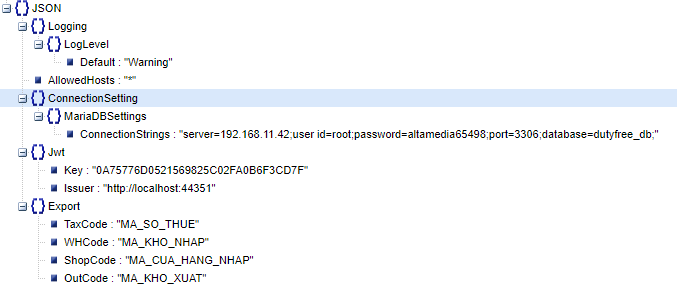 JSON
Logging
LogLevel
Default : "Warning"
AllowedHosts : "*"
ConnectionSetting
MariaDBSettings
ConnectionStrings : "server=192.168.11.42;user id=root;password=altamedia65498;port=3306;database=dutyfree_db;"
Jwt
Key : "0A75776D0521569825C02FA0B6F3CD7F"
Issuer : "http://localhost:44351"
Export
TaxCode : "MA_SO_THUE"
WHCode : "MA_KHO_NHAP"
ShopCode : "MA_CUA_HANG_NHAP"
OutCode : "MA_KHO_XUAT"